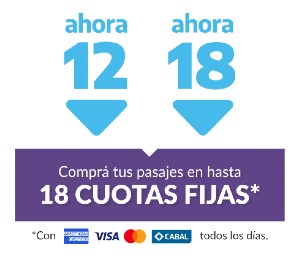 ahora ahora
12 18
Comprá tus pasajes en hasta
18 CUOTAS FIJAS*
*Con AMERICAN EXPRESS VISA CABAL todos los días.